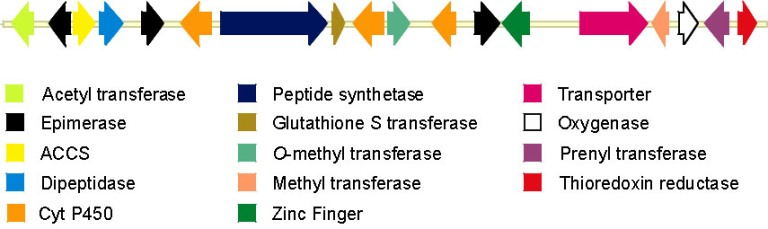 Acetyl transferase
Epimerase
ACCS
Dipeptidase
Cyt P450
Peptide synthetase
Glutathione S transferase
O-methyl transferase
Methyl transferase
Zinc Finger
Transporter
Oxygenase
Prenyl transferase
Thioredoxin reductase